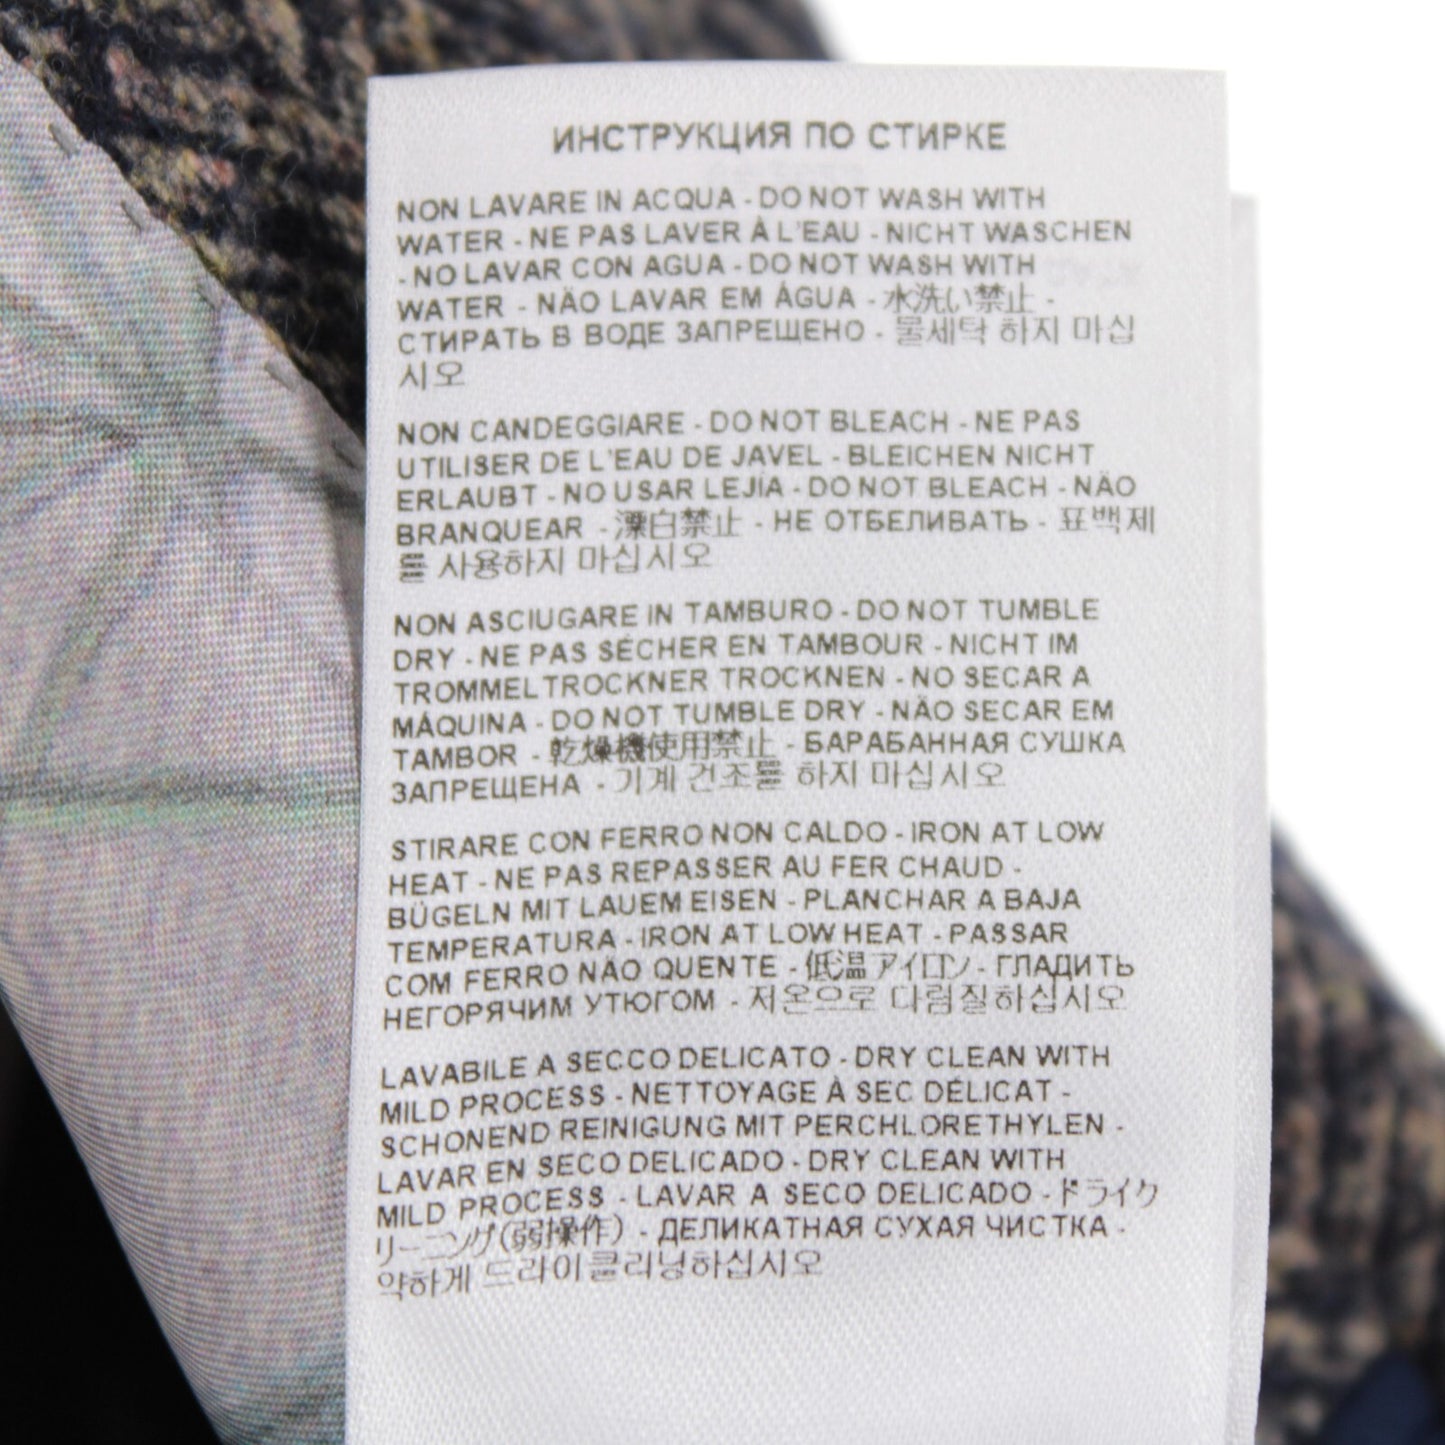 ИНСТРУКЦИЯ ПО СТИРКЕ
NON LAVARE IN ACQUA - DO NOT WASH WITH
WATER - NE PAS LAVER À L'EAU - NICHT WASCHEN
- NO LAVAR CON AGUA - DO NOT WASH WITH
WATER - NÄO LAVAR EM ÁGUA - 水洗い禁止 -
СТИРАТЬ В ВОДЕ ЗАПРЕЩЕНО - 물세탁 하지 마십
시오
NON CANDEGGIARE - DO NOT BLEACH - NE PAS
UTILISER DE L'EAU DE JAVEL - BLEICHEN NICHT
ERLAUBT - NO USAR LEJÍA - DO NOT BLEACH - NÄO
BRANQUEAR - 漂白禁止 - НЕ ОТБЕЛИВАТЬ - 표백제
를 사용하지 마십시오
NON ASCIUGARE IN TAMBURO - DO NOT TUMBLE
DRY - NE PAS SÉCHER EN TAMBOUR - NICHT IM
TROMMELTROCKNER TROCKNEN - NO SECAR A
MÁQUINA - DO NOT TUMBLE DRY - NÄO SECAR EM
TAMBOR - 乾燥機使用禁止 - БАРАБАННАЯ СУШКА
ЗАПРЕЩЕНА - 기계 건조를 하지 마십시오
STIRARE CON FERRO NON CALDO - IRON AT LOW
HEAT - NE PAS REPASSER AU FER CHAUD -
BÜGELN MIT LAUEM EISEN - PLANCHAR A BAJA
TEMPERATURA - IRON AT LOW HEAT - PASSAR
COM FERRO NÄO QUENTE - 低温アイロン - ГЛАДИТЬ
НЕГОРЯЧИМ УТЮГОМ - 저온으로 다림질하십시오
LAVABILE A SECCO DELICATO - DRY CLEAN WITH
MILD PROCESS - NETTOYAGE À SEC DÉLICAT -
SCHONEND REINIGUNG MIT PERCHLORETHYLEN -
LAVAR EN SECO DELICADO - DRY CLEAN WITH
MILD PROCESS - LAVAR A SECO DELICADO - ドライク
リーニング(弱操作) - ДЕЛИКАТНАЯ СУХАЯ ЧИСТКА -
약하게 드라이클리닝하십시오